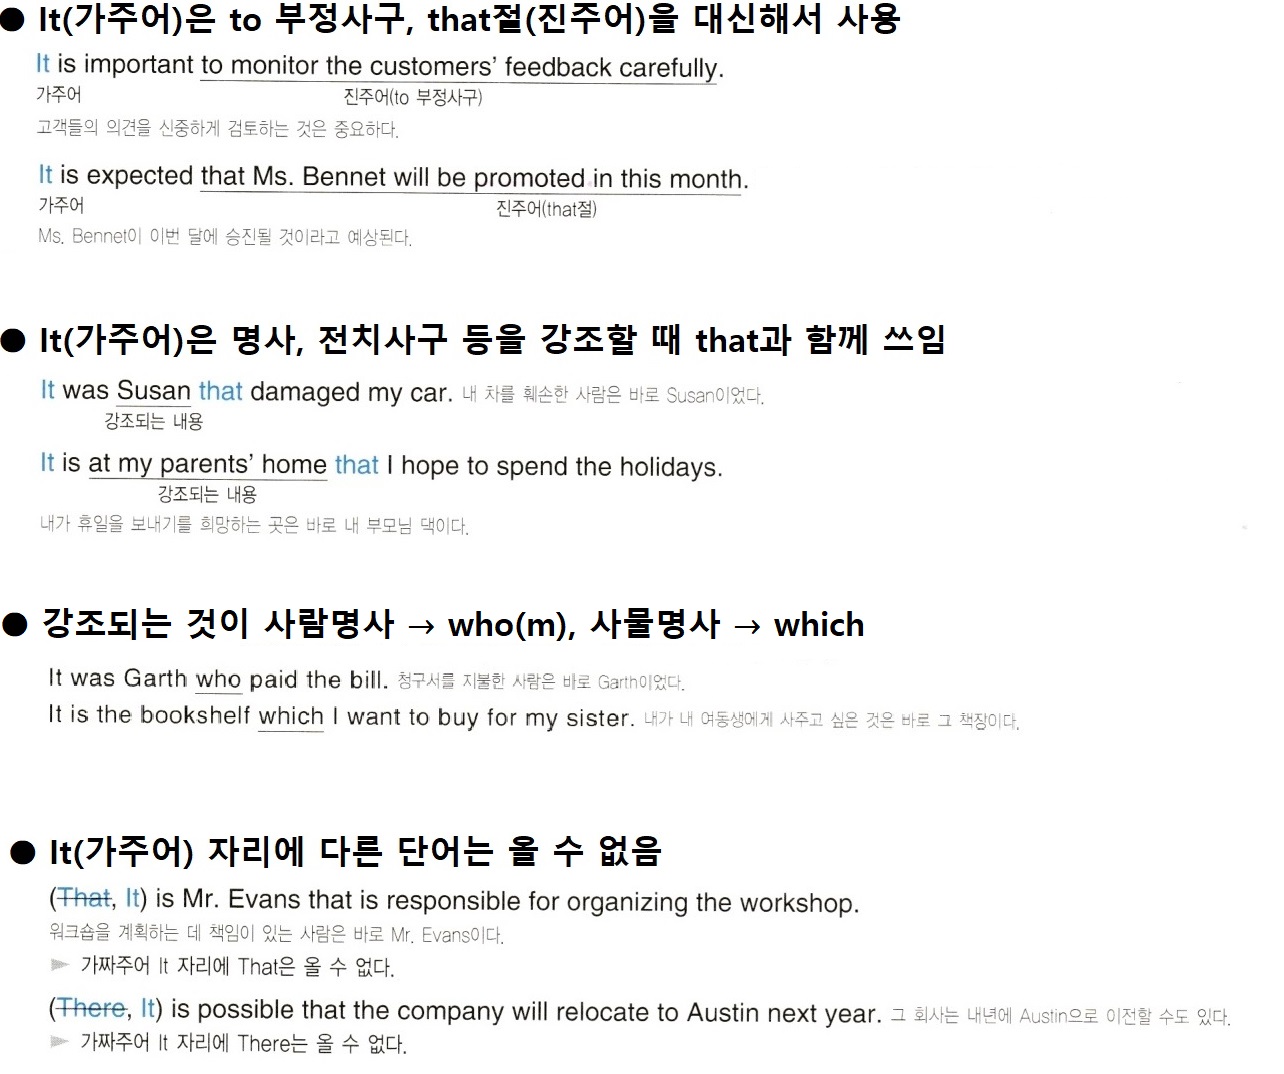 ● It(가주어)은 to 부정사구, that절(진주어)을 대신해서 사용
It is important to monitor the customers' feedback carefully.
가주어 진주어(to 부정사구)
고객들의 의견을 신중하게 검토하는 것은 중요하다.
It is expected that Ms. Bennet will be promoted in this month.
가주어 진주어(that절)
Ms. Bennet이 이번 달에 승진될 것이라고 예상된다.
● It(가주어)은 명사, 전치사구 등을 강조할 때 that과 함께 쓰임
It was Susan that damaged my car. 내 차를 훼손한 사람은 바로 Susan이었다.
강조되는 내용
It is at my parents' home that I hope to spend the holidays.
강조되는 내용
내가 휴일을 보내기를 희망하는 곳은 바로 내 부모님 댁이다.
● 강조되는 것이 사람명사 → who(m), 사물명사 → which
It was Garth who paid the bill. 청구서를 지불한 사람은 바로 Garth이었다.
It is the bookshelf which I want to buy for my sister. 내가 내 여동생에게 사주고 싶은 것은 바로 그 책장이다.
● It(가주어) 자리에 다른 단어는 올 수 없음
(That, It) is Mr. Evans that is responsible for organizing the workshop.
워크숍을 계획하는 데 책임이 있는 사람은 바로 Mr. Evans이다.
▶ 가짜주어 It 자리에 That은 올 수 없다.
(There, It) is possible that the company will relocate to Austin next year. 그 회사는 내년에 Austin으로 이전할 수도 있다.
▶ 가짜주어 It 자리에 There는 올 수 없다.